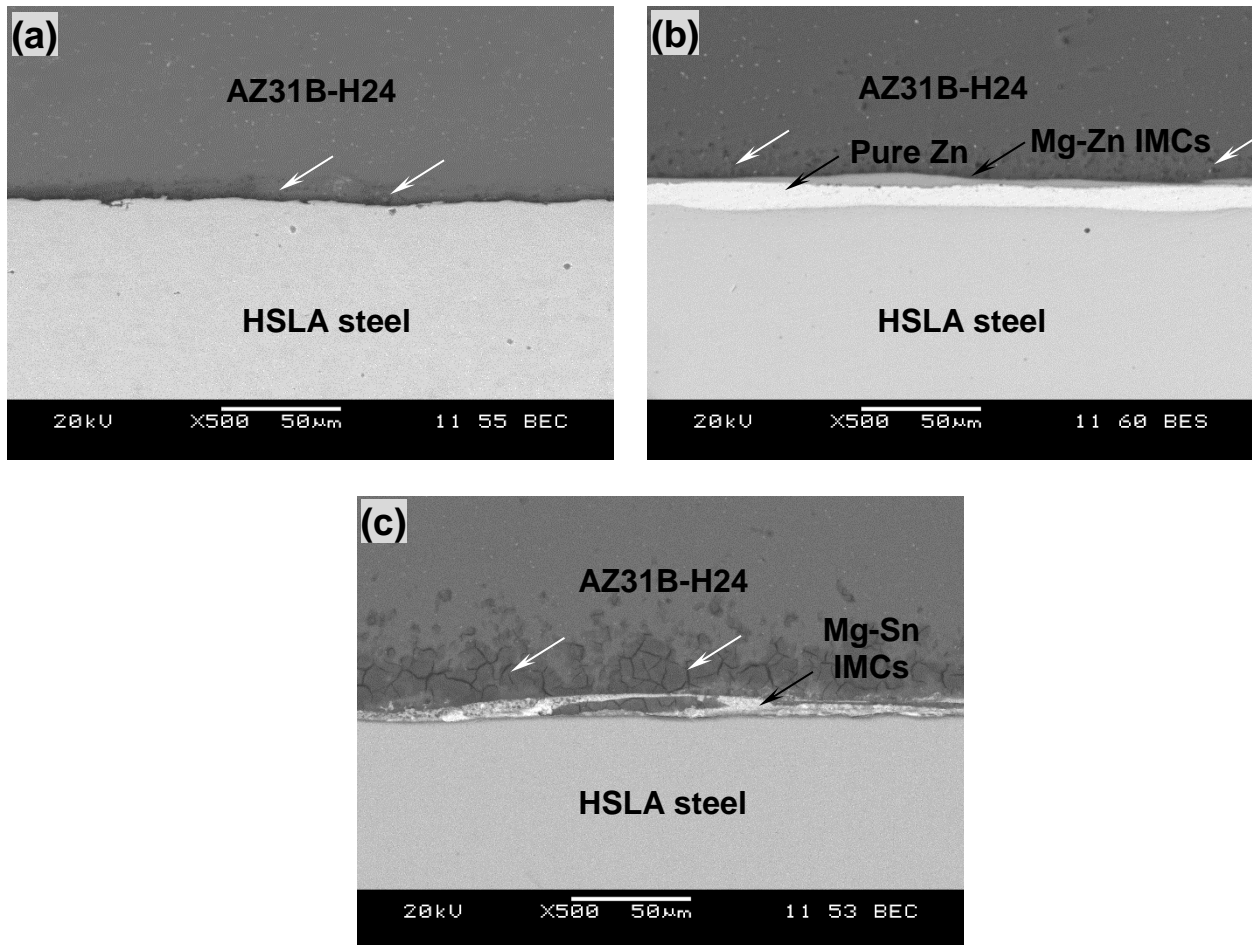 (a)
AZ31B-H24
HSLA steel
20kV X500 50µm 11 55 BEC
(b)
AZ31B-H24
Pure Zn
Mg-Zn IMCs
HSLA steel
20kV X500 50µm 11 60 BES
(c)
AZ31B-H24
Mg-Sn
IMCs
HSLA steel
20kV X500 50µm 11 53 BEC